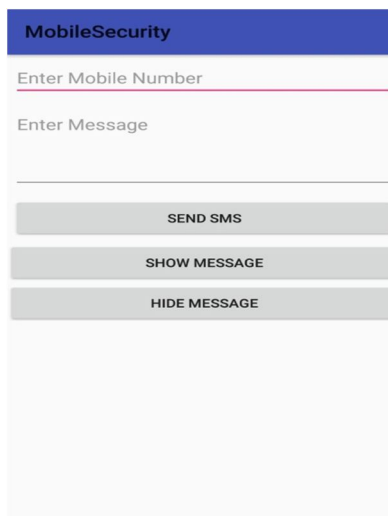 MobileSecurity
Enter Mobile Number
Enter Message
SEND SMS
SHOW MESSAGE
HIDE MESSAGE